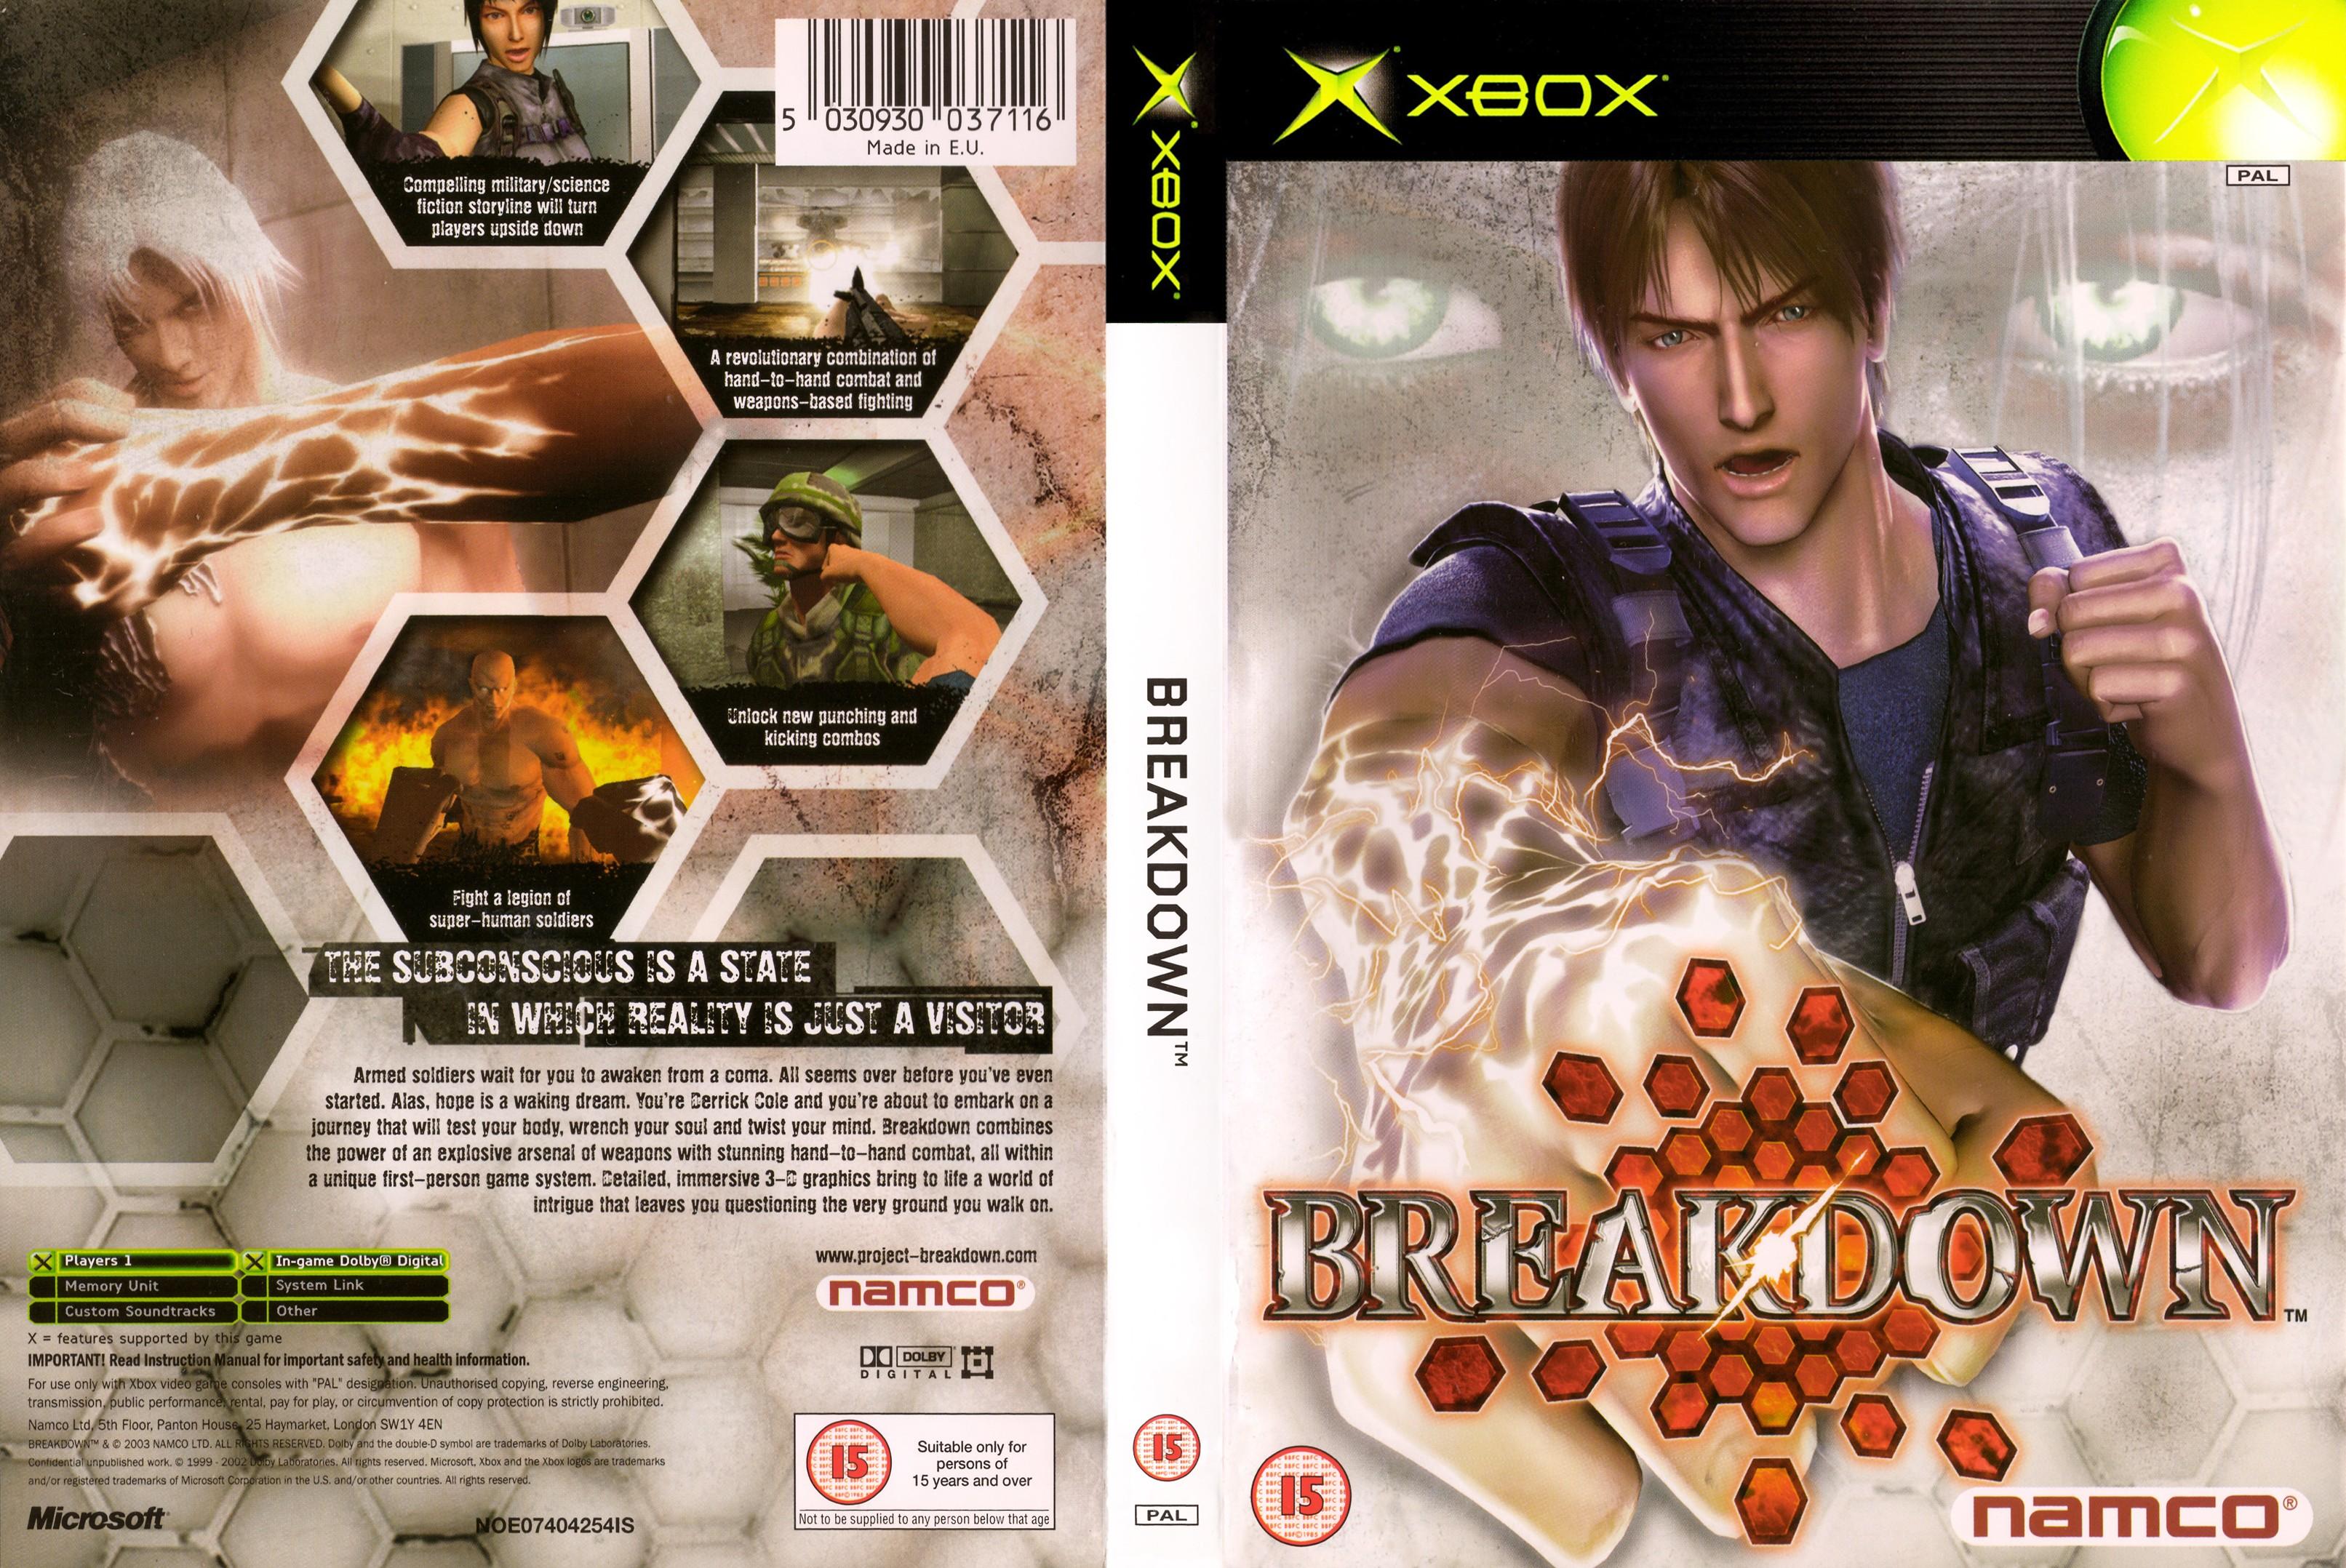 Compelling military/science
fiction storyline will turn
players upside down
5 030930 037116
Made in E.U.
A revolutionary combination of
hand-to-hand combat and
weapons-based fighting
Unlock new punching and
kicking combos
Fight a legion of
super-human soldiers
THE SUBCONSCIOUS IS A STATE
IN WHICH REALITY IS JUST A VISITOR
Armed soldiers wait for you to awaken from a coma. All seems over before you've even
started. Alas, hope is a waking dream. You're Derrick Cole and you're about to embark on a
journey that will test your body, wrench your soul and twist your mind. Breakdown combines
the power of an explosive arsenal of weapons with stunning hand-to-hand combat, all within
a unique first-person game system. Detailed, immersive 3-D graphics bring to life a world of
intrigue that leaves you questioning the very ground you walk on.
X Players 1
X In-game Dolby® Digital
Memory Unit
System Link
Custom Soundtracks
Other
X = features supported by this game
IMPORTANT! Read Instruction Manual for important safety and health information.
For use only with Xbox video game consoles with "PAL" designation. Unauthorised copying, reverse engineering,
transmission, public performance, rental, pay for play, or circumvention of copy protection is strictly prohibited.
Namco Ltd, 5th Floor, Panton House, 25 Haymarket, London SW1Y 4EN
BREAKDOWN™ & © 2003 NAMCO LTD. ALL RIGHTS RESERVED. Dolby and the double-D symbol are trademarks of Dolby Laboratories.
Confidential unpublished work. © 1999 - 2002 Dolby Laboratories. All rights reserved. Microsoft, Xbox and the Xbox logos are trademarks
and/or registered trademarks of Microsoft Corporation in the U.S. and/or other countries. All rights reserved.
Microsoft
NOE07404254IS
www.project-breakdown.com
namco®
DOLBY
DIGITAL
15
Suitable only for
persons of
15 years and over
Not to be supplied to any person below that age
XBOX®
BREAKDOWN™
15
PAL
XBOX®
PAL
BREAKDOWN™
15
namco®